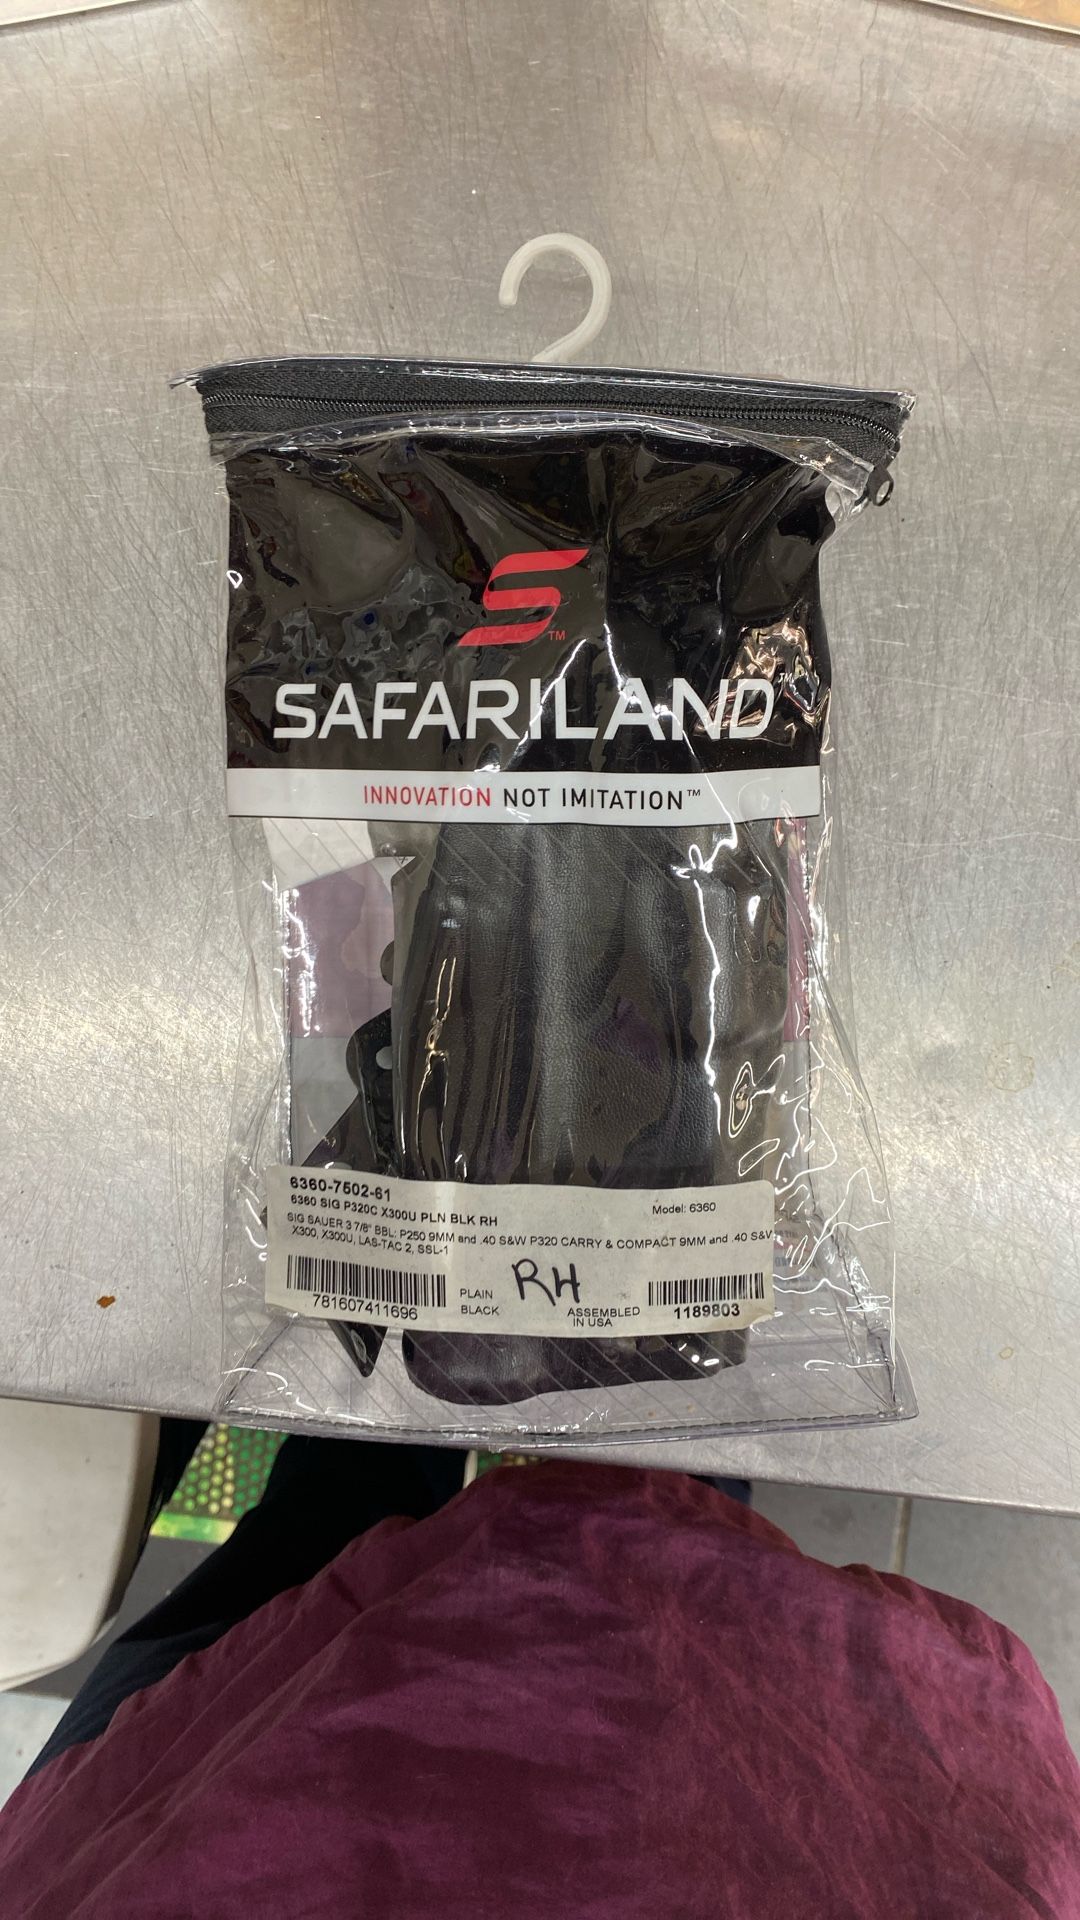 S™
SAFARILAND™
INNOVATION NOT IMITATION™
6360-7502-61
6360 SIG P320C X300U PLN BLK RH
Model: 6360
SIG SAUER 3 7/8" BBL: P250 9MM and .40 S&W P320 CARRY & COMPACT 9MM and .40 S&W
X300, X300U, LAS-TAC 2, SSL-1
RH
PLAIN
BLACK
ASSEMBLED
IN USA
781607411696
1189803